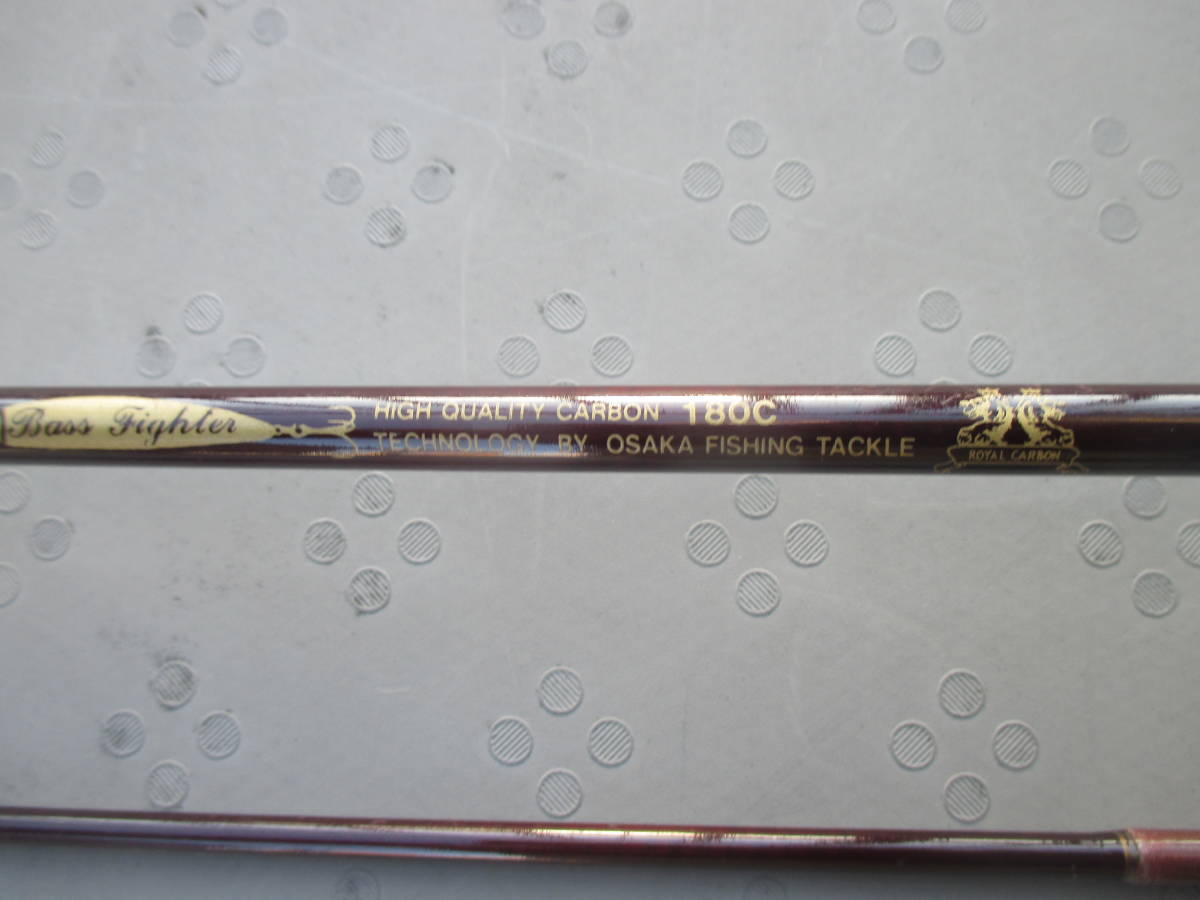 Bass Fighter
HIGH QUALITY CARBON 180C
TECHNOLOGY BY OSAKA FISHING TACKLE
ROYAL CARBON